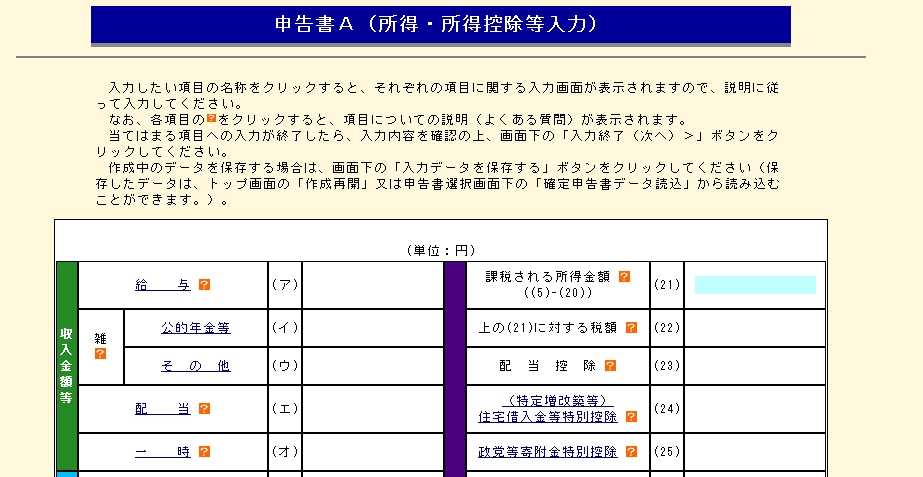 申告書Ａ（所得・所得控除等入力）
入力したい項目の名称をクリックすると、それぞれの項目に関する入力画面が表示されますので、説明に従
って入力してください。
なお、各項目の?をクリックすると、項目についての説明（よくある質問）が表示されます。
当てはまる項目への入力が終了したら、入力内容を確認の上、画面下の「入力終了（次へ）＞」ボタンをク
リックしてください。
作成中のデータを保存する場合は、画面下の「入力データを保存する」ボタンをクリックしてください（保
存したデータは、トップ画面の「作成再開」又は申告書選択画面下の「確定申告書データ読込」から読み込む
ことができます。）。
（単位：円）
収入金額等
給　与 ? (ア)
雑 ?
公的年金等 (イ)
そ の 他 (ウ)
配　当 ? (エ)
一　時 ? (オ)
課税される所得金額 ? (21)
((5)-(20))
上の(21)に対する税額 ? (22)
配 当 控 除 ? (23)
（特定増改築等）
住宅借入金等特別控除 ? (24)
政党等寄附金特別控除 ? (25)